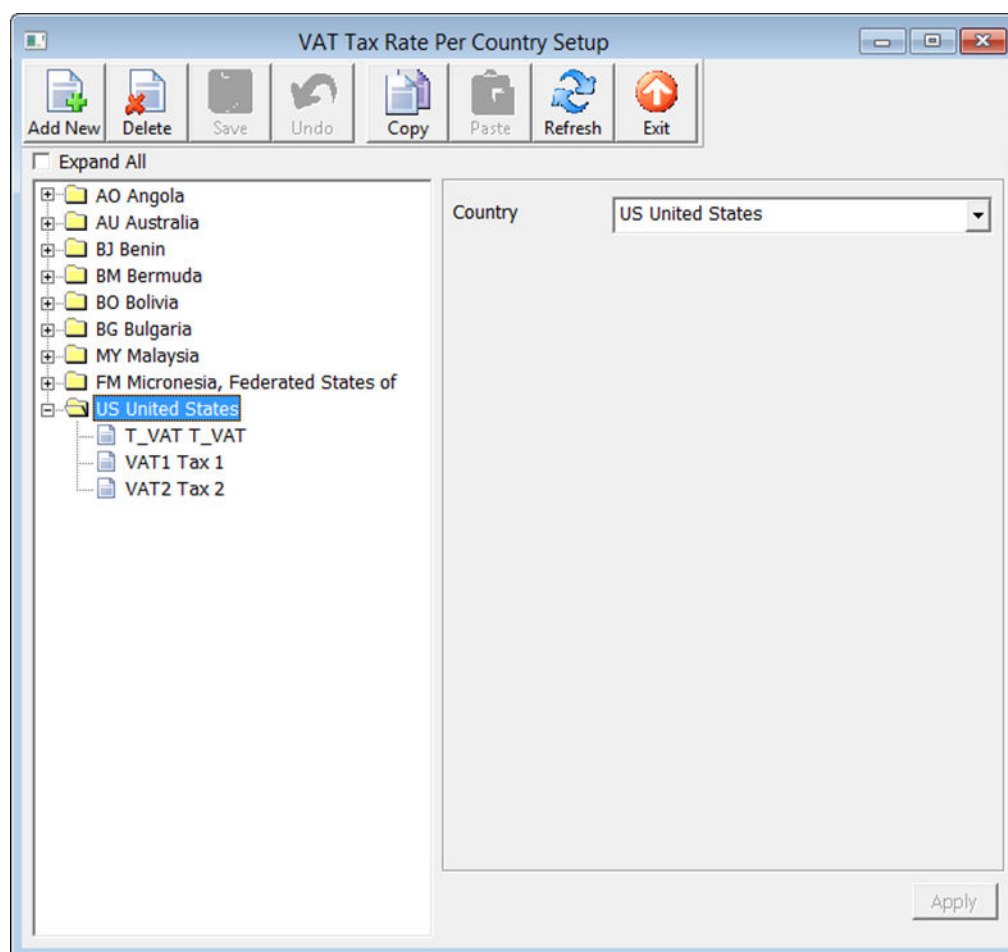 VAT Tax Rate Per Country Setup
Add New Delete Save Undo Copy Paste Refresh Exit
Expand All
AO Angola
AU Australia
BJ Benin
BM Bermuda
BO Bolivia
BG Bulgaria
MY Malaysia
FM Micronesia, Federated States of
US United States
T_VAT T_VAT
VAT1 Tax 1
VAT2 Tax 2
Country US United States
Apply